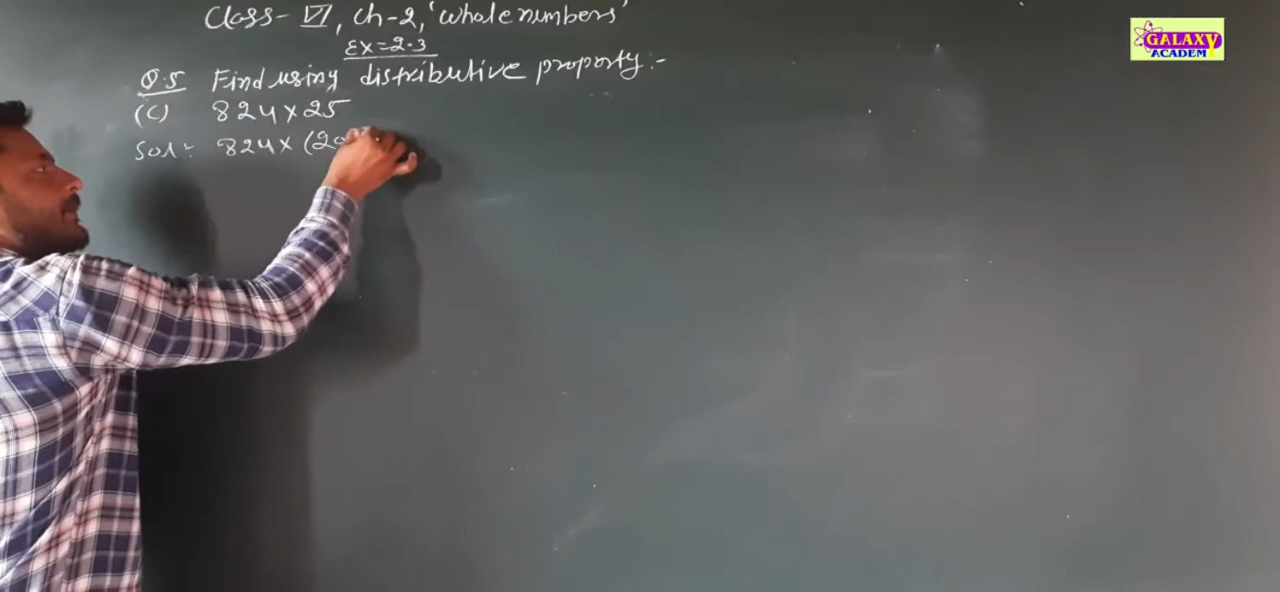 Class- VI, ch-2, 'whole numbers'
Ex=2.3
Q.5 Find using distributive property:-
(C) 824×25
Sol: 824×(20
GALAXY
ACADEM